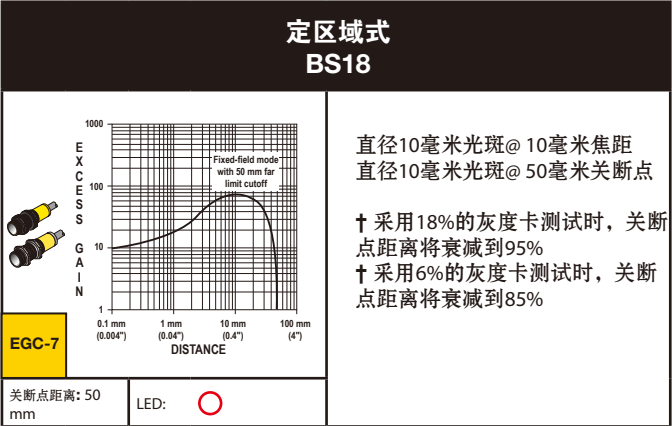 定区域式
BS18
EXCESS GAIN
1000
100
10
1
Fixed-field mode
with 50 mm far
limit cutoff
0.1 mm
(0.004")
1 mm
(0.04")
10 mm
(0.4")
100 mm
(4")
DISTANCE
EGC-7
直径10毫米光斑@ 10毫米焦距
直径10毫米光斑@ 50毫米关断点
† 采用18%的灰度卡测试时，关断
点距离将衰减到95%
† 采用6%的灰度卡测试时，关断
点距离将衰减到85%
关断点距离: 50
mm
LED: